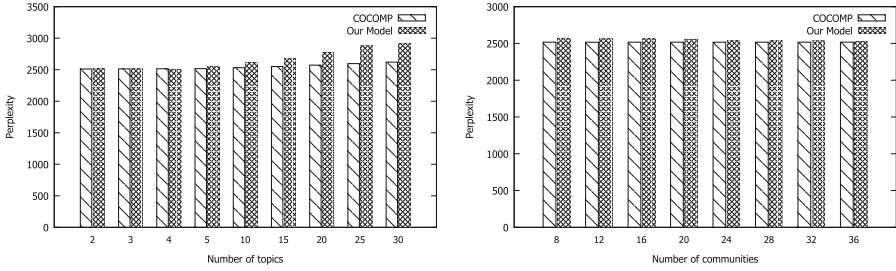 3500
3000
2500
2000
1500
1000
500
0
Perplexity
COCOMP
Our Model
2 3 4 5 10 15 20 25 30
Number of topics
3000
2500
2000
1500
1000
500
0
Perplexity
COCOMP
Our Model
8 12 16 20 24 28 32 36
Number of communities